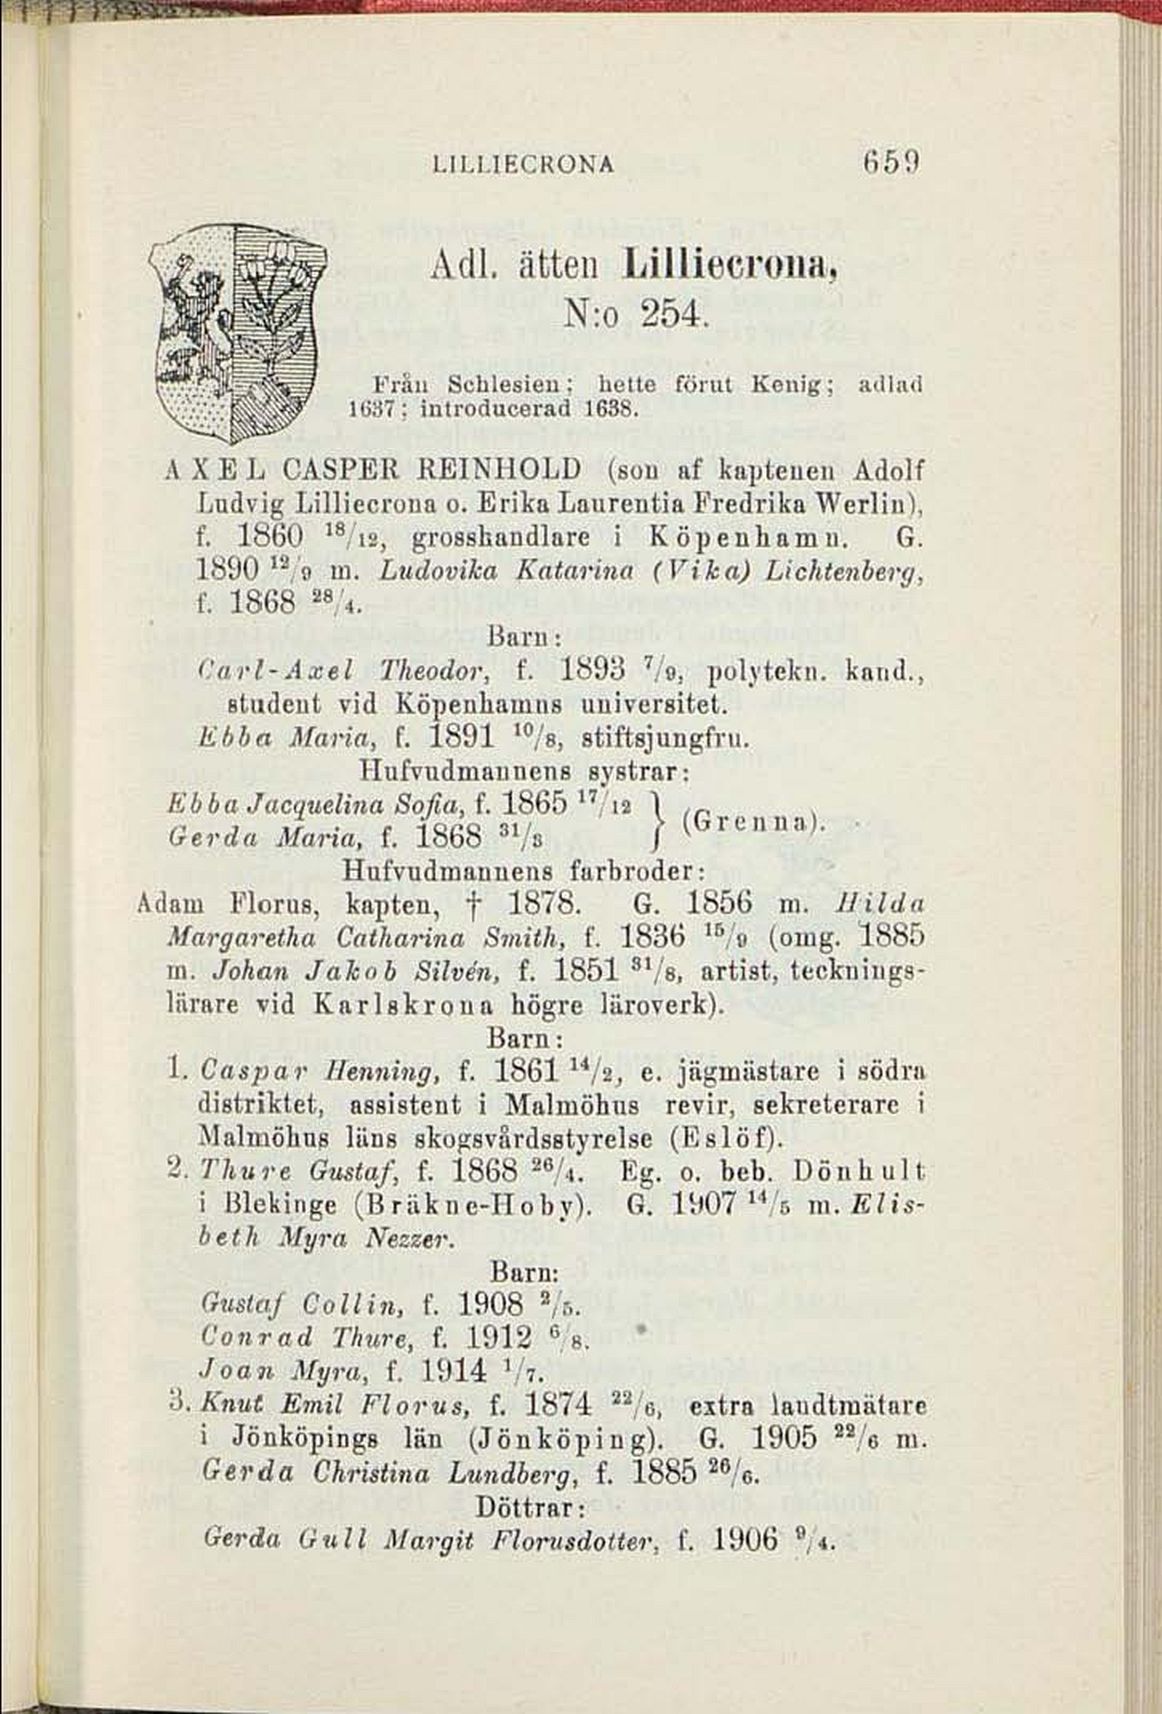 LILLIECRONA 659
Adl. ätten Lilliecrona,
N:o 254.
Från Schlesien; hette förut Kenig; adlad
1637; introducerad 1638.
AXEL CASPER REINHOLD (son af kaptenen Adolf
Ludvig Lilliecrona o. Erika Laurentia Fredrika Werlin),
f. 1860 18/12, grosshandlare i Köpenhamn. G.
1890 12/9 m. Ludovika Katarina (Vika) Lichtenberg,
f. 1868 28/4.
Barn:
Carl-Axel Theodor, f. 1893 7/9, polytekn. kand.,
student vid Köpenhamns universitet.
Ebba Maria, f. 1891 10/8, stiftsjungfru.
Hufvudmannens systrar:
Ebba Jacquelina Sofia, f. 1865 17/12 } (Grenna).
Gerda Maria, f. 1868 31/8
Hufvudmannens farbroder:
Adam Florus, kapten, † 1878. G. 1856 m. Hilda
Margaretha Catharina Smith, f. 1836 15/9 (omg. 1885
m. Johan Jakob Silvén, f. 1851 31/8, artist, tecknings-
lärare vid Karlskrona högre läroverk).
Barn:
1. Caspar Henning, f. 1861 14/2, e. jägmästare i södra
distriktet, assistent i Malmöhus revir, sekreterare i
Malmöhus läns skogsvårdsstyrelse (Eslöf).
2. Thure Gustaf, f. 1868 26/4. Eg. o. beb. Dönhult
i Blekinge (Bräkne-Hoby). G. 1907 14/5 m. Elis-
beth Myra Nezzer.
Barn:
Gustaf Collin, f. 1908 2/5.
Conrad Thure, f. 1912 6/8.
Joan Myra, f. 1914 1/7.
3. Knut Emil Florus, f. 1874 22/6, extra landtmätare
i Jönköpings län (Jönköping). G. 1905 22/6 m.
Gerda Christina Lundberg, f. 1885 26/6.
Döttrar:
Gerda Gull Margit Florusdotter, f. 1906 9/4.